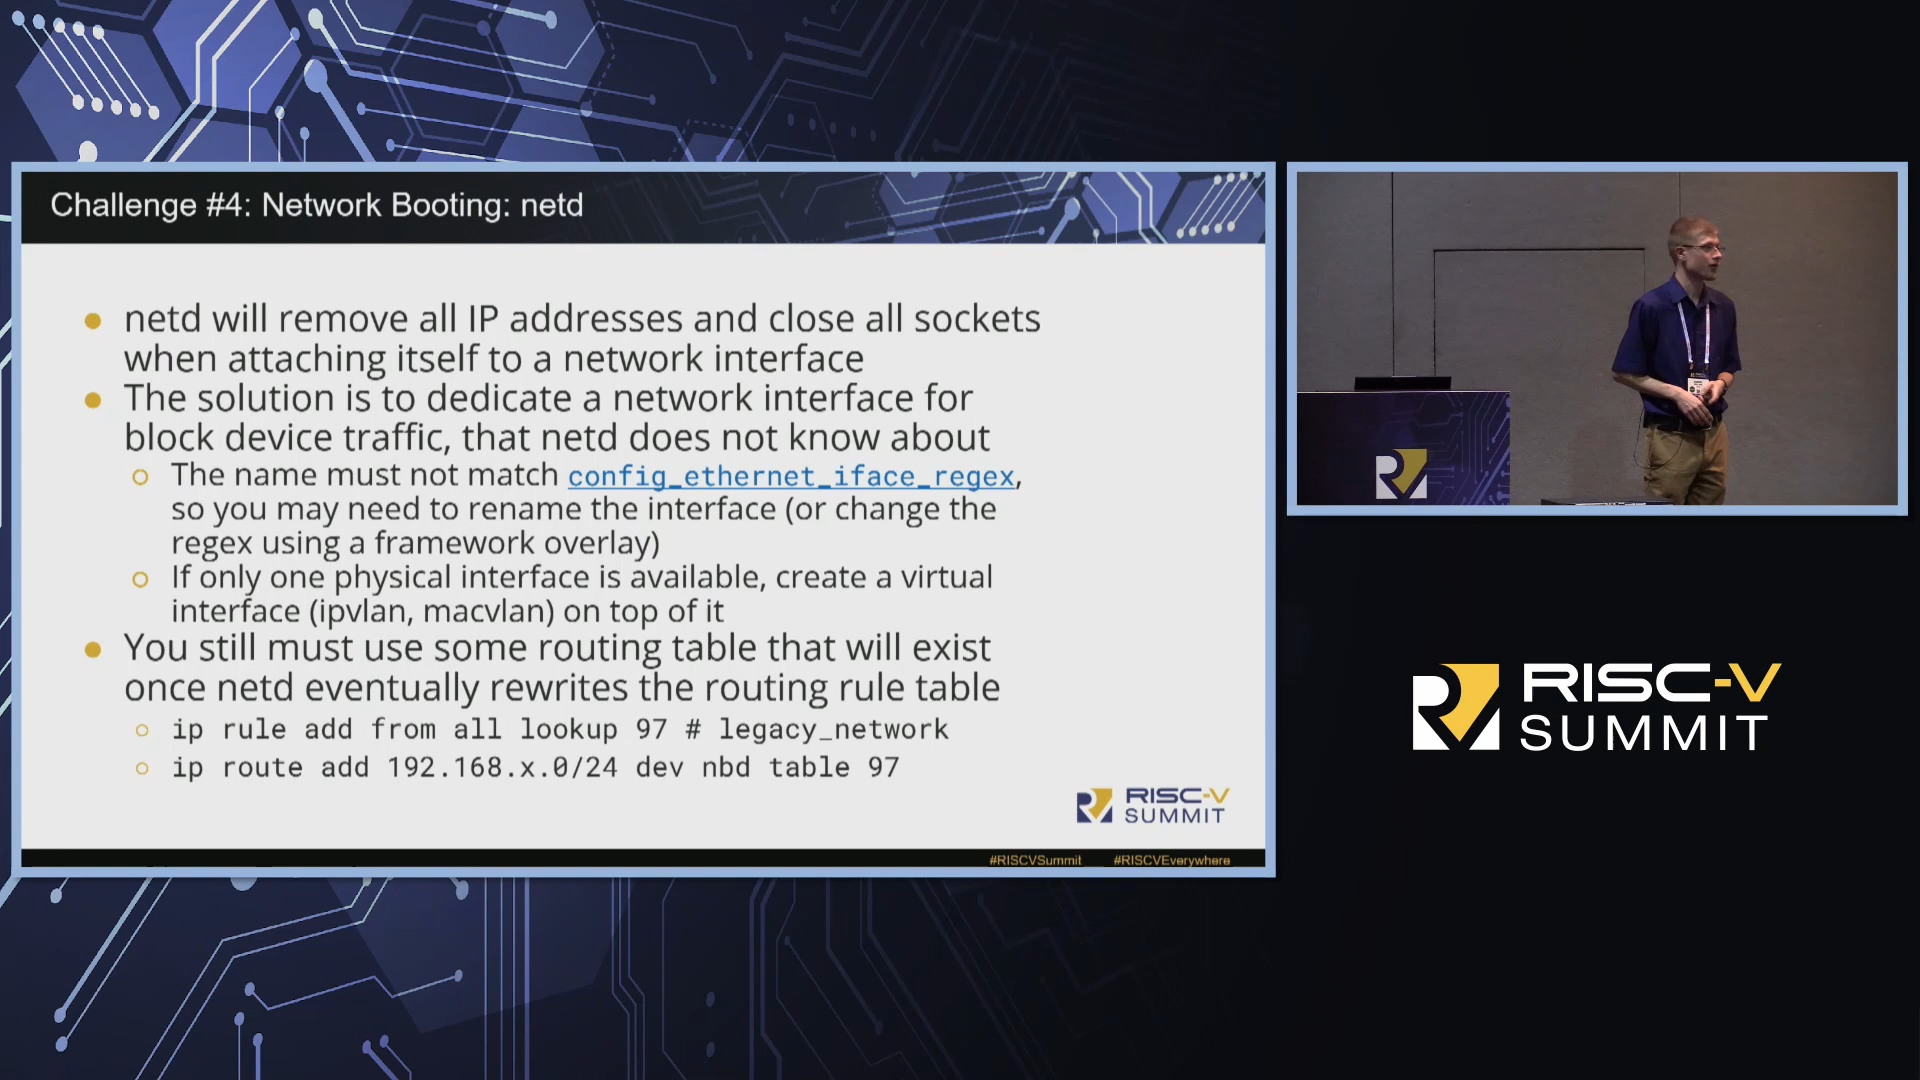 Challenge #4: Network Booting: netd
netd will remove all IP addresses and close all sockets
when attaching itself to a network interface
The solution is to dedicate a network interface for
block device traffic, that netd does not know about
The name must not match config_ethernet_iface_regex,
so you may need to rename the interface (or change the
regex using a framework overlay)
If only one physical interface is available, create a virtual
interface (ipvlan, macvlan) on top of it
You still must use some routing table that will exist
once netd eventually rewrites the routing rule table
ip rule add from all lookup 97 # legacy_network
ip route add 192.168.x.0/24 dev nbd table 97
RISC-V
SUMMIT
#RISCVSummit #RISCVEverywhere
RISC-V
SUMMIT